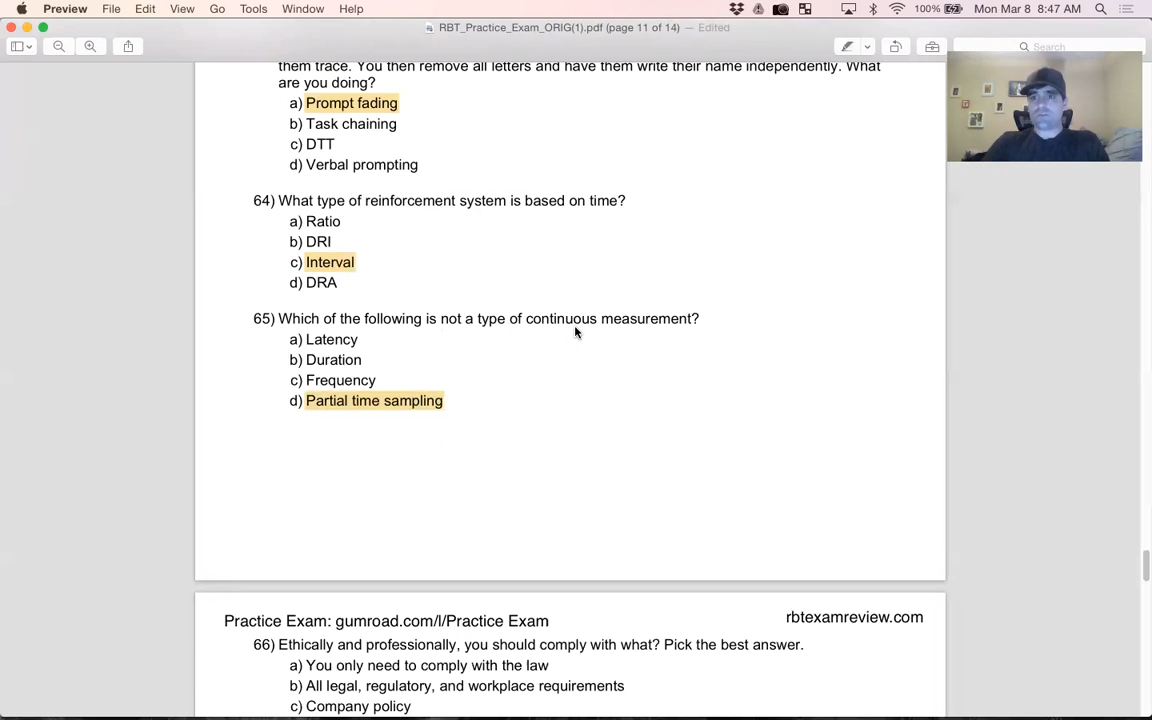 Preview File Edit View Go Tools Window Help 100% Mon Mar 8 8:47 AM
RBT_Practice_Exam_ORIG(1).pdf (page 11 of 14) — Edited
Search
them trace. You then remove all letters and have them write their name independently. What
are you doing?
a) Prompt fading
b) Task chaining
c) DTT
d) Verbal prompting
64) What type of reinforcement system is based on time?
a) Ratio
b) DRI
c) Interval
d) DRA
65) Which of the following is not a type of continuous measurement?
a) Latency
b) Duration
c) Frequency
d) Partial time sampling
Practice Exam: gumroad.com/l/Practice Exam
rbtexamreview.com
66) Ethically and professionally, you should comply with what? Pick the best answer.
a) You only need to comply with the law
b) All legal, regulatory, and workplace requirements
c) Company policy